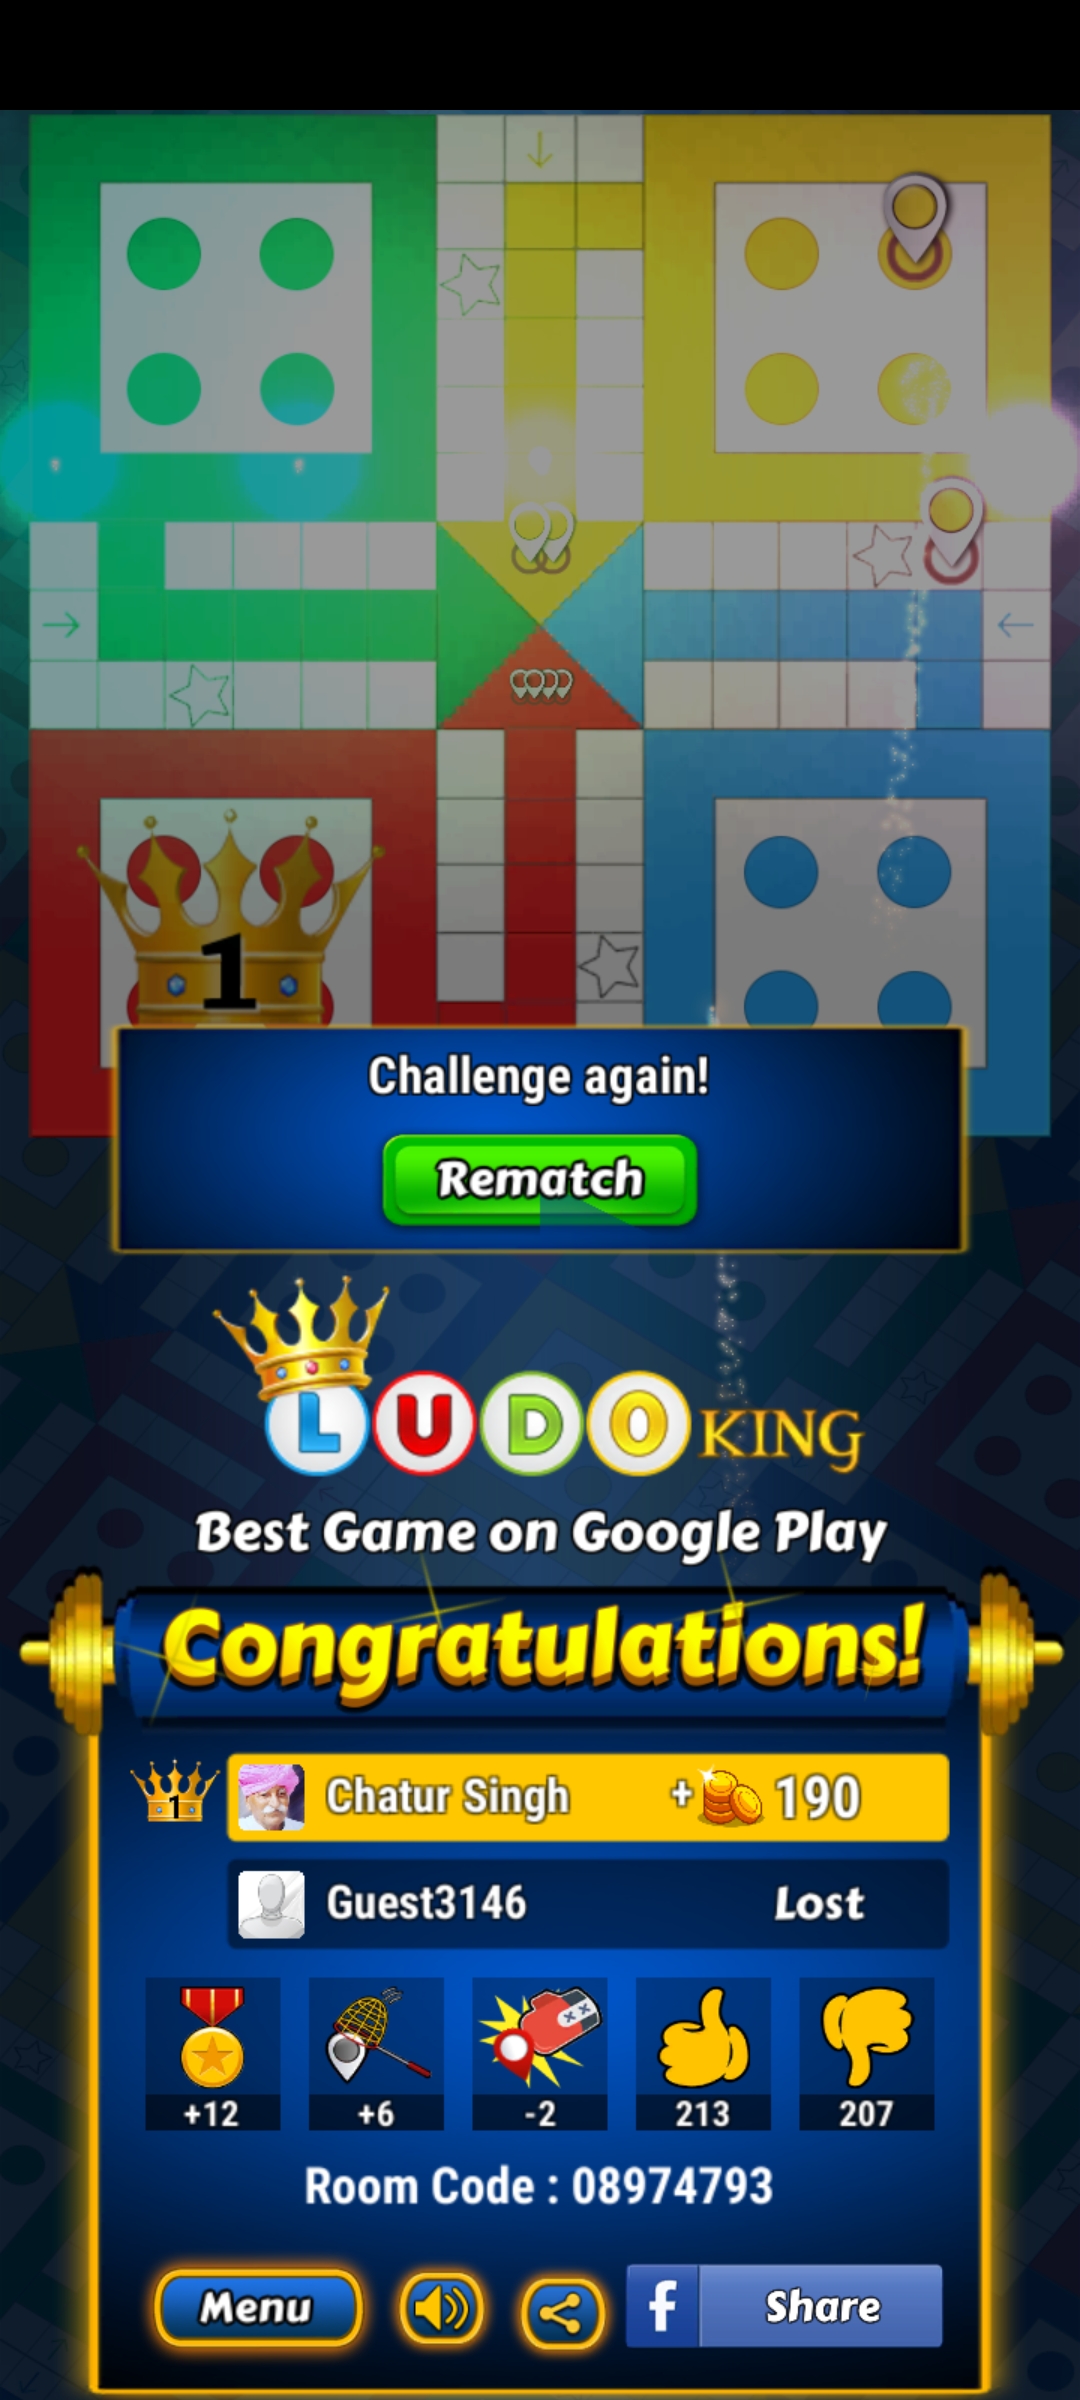 1
Challenge again!
Rematch
LUDO KING
Best Game on Google Play
Congratulations!
1 Chatur Singh + 190
Guest3146 Lost
+12 +6 -2 213 207
Room Code : 08974793
Menu f Share